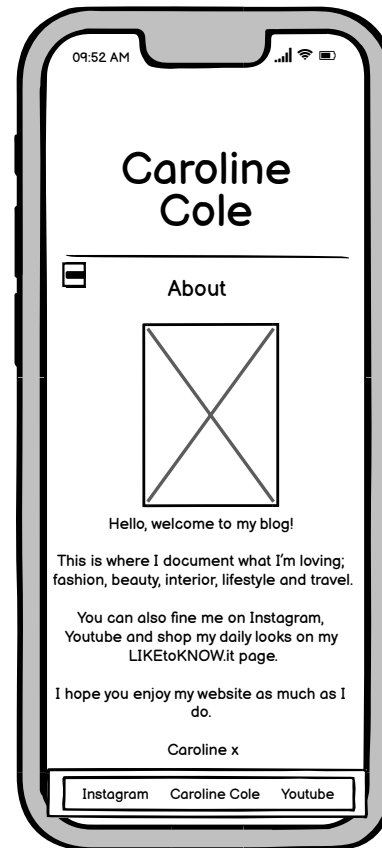 09:52 AM
Caroline
Cole
About
Hello, welcome to my blog!
This is where I document what I'm loving;
fashion, beauty, interior, lifestyle and travel.
You can also fine me on Instagram,
Youtube and shop my daily looks on my
LIKEtoKNOW.it page.
I hope you enjoy my website as much as I
do.
Caroline x
Instagram Caroline Cole Youtube